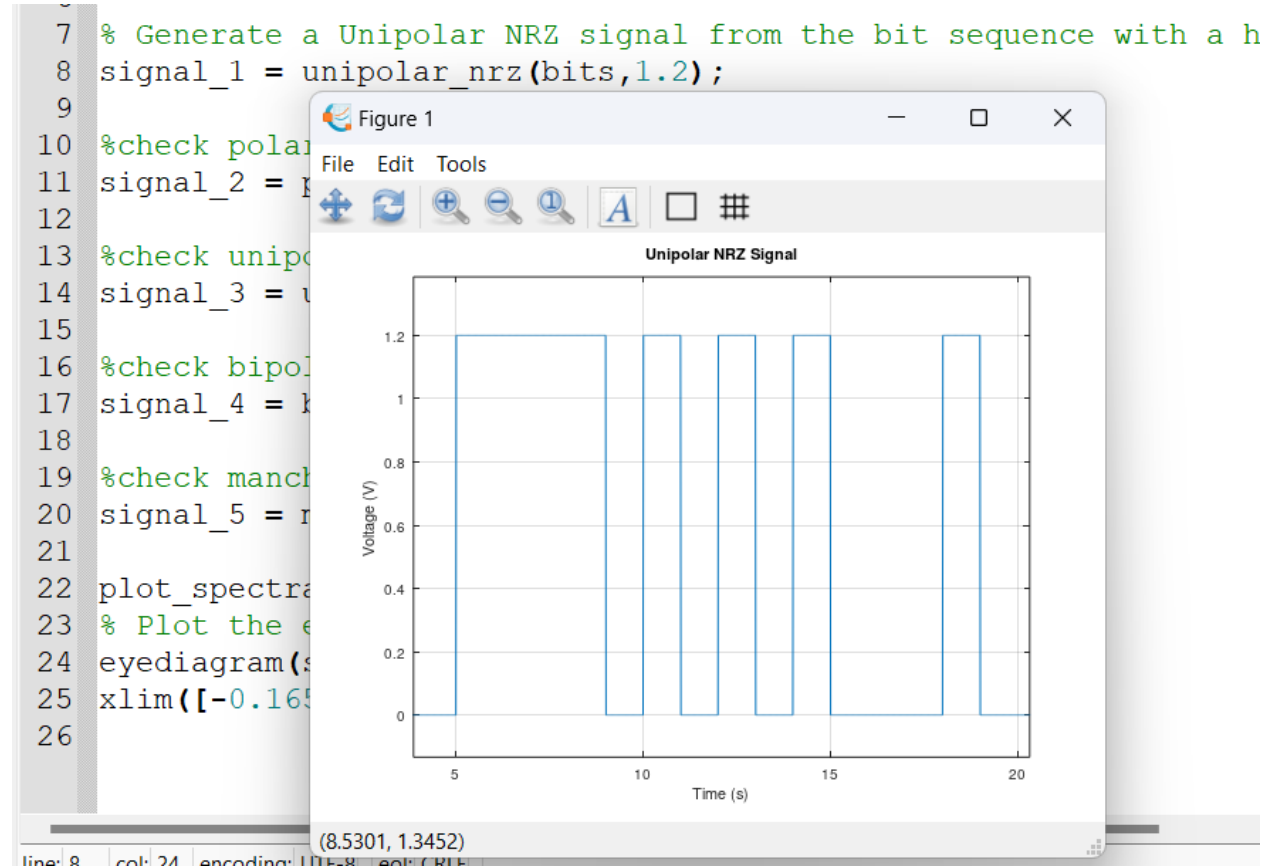 7 % Generate a Unipolar NRZ signal from the bit sequence with a h
8 signal_1 = unipolar_nrz(bits,1.2);
9
Figure 1
10 %check polar
File Edit Tools
11 signal_2 = p
A
12
13 %check unipo
Unipolar NRZ Signal
14 signal_3 = u
15
1.2
16 %check bipol
17 signal_4 = b
1
18
0.8
19 %check manch
20 signal_5 =
Voltage (V)
0.6
21
22 plot_spectra
0.4
23 % Plot the e
24 eyediagram(s
0.2
25 xlim([-0.165
0
26
5 10 15 20
Time (s)
(8.5301, 1.3452)
line: 8 col: 24 encoding: UTF-8 eol: CRLF